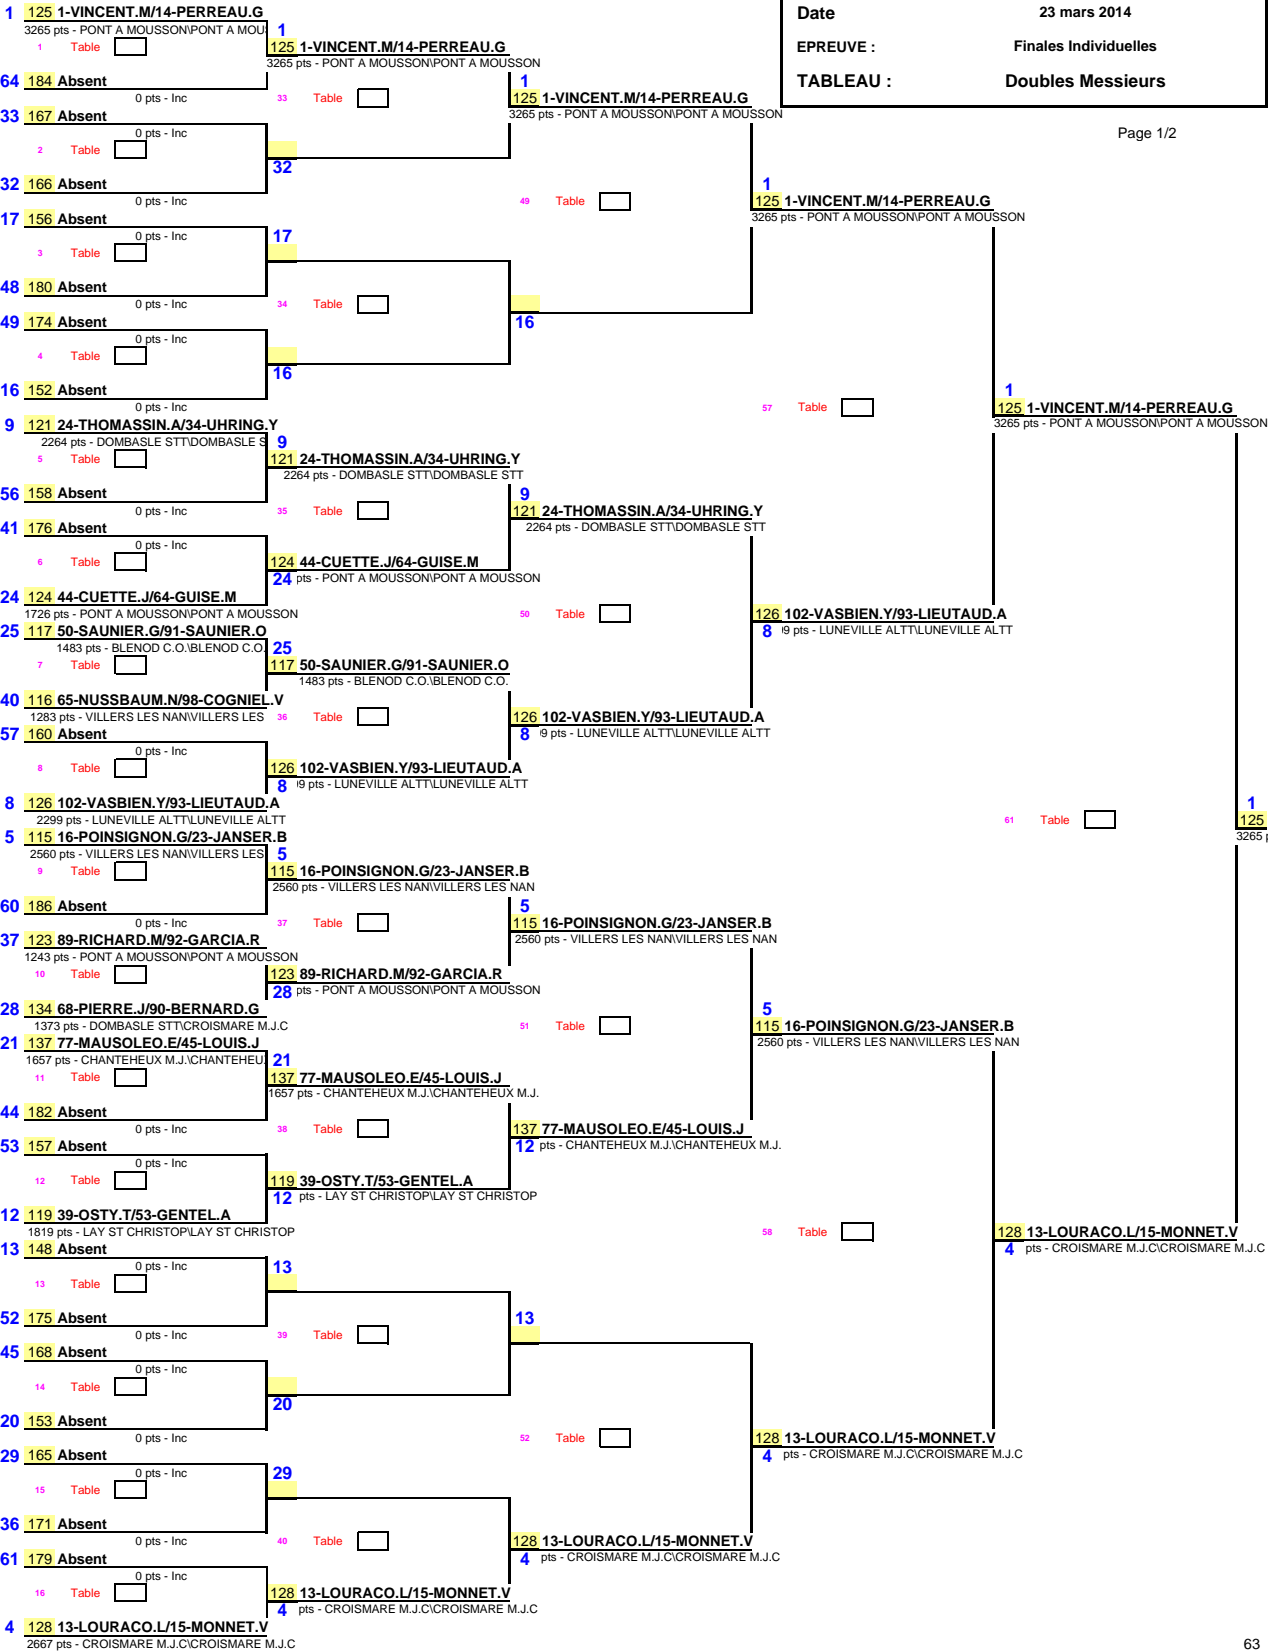 Date 23 mars 2014
EPREUVE : Finales Individuelles
TABLEAU : Doubles Messieurs
Page 1/2
1 125 1-VINCENT.M/14-PERREAU.G
3265 pts - PONT A MOUSSON\PONT A MOU
1 Table
64 184 Absent
0 pts - Inc
33 167 Absent
0 pts - Inc
2 Table
32 166 Absent
0 pts - Inc
17 156 Absent
0 pts - Inc
3 Table
48 180 Absent
0 pts - Inc
49 174 Absent
0 pts - Inc
4 Table
16 152 Absent
0 pts - Inc
9 121 24-THOMASSIN.A/34-UHRING.Y
2264 pts - DOMBASLE STT\DOMBASLE S
5 Table
56 158 Absent
0 pts - Inc
41 176 Absent
0 pts - Inc
6 Table
24 124 44-CUETTE.J/64-GUISE.M
1726 pts - PONT A MOUSSON\PONT A MOUSSON
25 117 50-SAUNIER.G/91-SAUNIER.O
1483 pts - BLENOD C.O.\BLENOD C.O.
7 Table
40 116 65-NUSSBAUM.N/98-COGNIEL.V
1283 pts - VILLERS LES NAN\VILLERS LES
57 160 Absent
0 pts - Inc
8 Table
8 126 102-VASBIEN.Y/93-LIEUTAUD.A
2299 pts - LUNEVILLE ALTT\LUNEVILLE ALTT
5 115 16-POINSIGNON.G/23-JANSER.B
2560 pts - VILLERS LES NAN\VILLERS LES
9 Table
60 186 Absent
0 pts - Inc
37 123 89-RICHARD.M/92-GARCIA.R
1243 pts - PONT A MOUSSON\PONT A MOUSSON
10 Table
28 134 68-PIERRE.J/90-BERNARD.G
1373 pts - DOMBASLE STT\CROISMARE M.J.C
21 137 77-MAUSOLEO.E/45-LOUIS.J
1657 pts - CHANTEHEUX M.J.\CHANTEHEU
11 Table
44 182 Absent
0 pts - Inc
53 157 Absent
0 pts - Inc
12 Table
12 119 39-OSTY.T/53-GENTEL.A
1819 pts - LAY ST CHRISTOP\LAY ST CHRISTOP
13 148 Absent
0 pts - Inc
13 Table
52 175 Absent
0 pts - Inc
45 168 Absent
0 pts - Inc
14 Table
20 153 Absent
0 pts - Inc
29 165 Absent
0 pts - Inc
15 Table
36 171 Absent
0 pts - Inc
61 179 Absent
0 pts - Inc
16 Table
4 128 13-LOURACO.L/15-MONNET.V
2667 pts - CROISMARE M.J.C\CROISMARE M.J.C
1
125 1-VINCENT.M/14-PERREAU.G
3265 pts - PONT A MOUSSON\PONT A MOUSSON
33 Table
32
17
34 Table
16
9
121 24-THOMASSIN.A/34-UHRING.Y
2264 pts - DOMBASLE STT\DOMBASLE STT
35 Table
124 44-CUETTE.J/64-GUISE.M
24 pts - PONT A MOUSSON\PONT A MOUSSON
25
117 50-SAUNIER.G/91-SAUNIER.O
1483 pts - BLENOD C.O.\BLENOD C.O.
36 Table
126 102-VASBIEN.Y/93-LIEUTAUD.A
8 9 pts - LUNEVILLE ALTT\LUNEVILLE ALTT
5
115 16-POINSIGNON.G/23-JANSER.B
2560 pts - VILLERS LES NAN\VILLERS LES NAN
37 Table
123 89-RICHARD.M/92-GARCIA.R
28 pts - PONT A MOUSSON\PONT A MOUSSON
21
137 77-MAUSOLEO.E/45-LOUIS.J
1657 pts - CHANTEHEUX M.J.\CHANTEHEUX M.J.
38 Table
119 39-OSTY.T/53-GENTEL.A
12 pts - LAY ST CHRISTOP\LAY ST CHRISTOP
13
39 Table
20
29
40 Table
128 13-LOURACO.L/15-MONNET.V
4 pts - CROISMARE M.J.C\CROISMARE M.J.C
1
125 1-VINCENT.M/14-PERREAU.G
3265 pts - PONT A MOUSSON\PONT A MOUSSON
49 Table
16
9
121 24-THOMASSIN.A/34-UHRING.Y
2264 pts - DOMBASLE STT\DOMBASLE STT
50 Table
126 102-VASBIEN.Y/93-LIEUTAUD.A
8 9 pts - LUNEVILLE ALTT\LUNEVILLE ALTT
5
115 16-POINSIGNON.G/23-JANSER.B
2560 pts - VILLERS LES NAN\VILLERS LES NAN
51 Table
137 77-MAUSOLEO.E/45-LOUIS.J
12 pts - CHANTEHEUX M.J.\CHANTEHEUX M.J.
13
52 Table
128 13-LOURACO.L/15-MONNET.V
4 pts - CROISMARE M.J.C\CROISMARE M.J.C
1
125 1-VINCENT.M/14-PERREAU.G
3265 pts - PONT A MOUSSON\PONT A MOUSSON
57 Table
126 102-VASBIEN.Y/93-LIEUTAUD.A
8 9 pts - LUNEVILLE ALTT\LUNEVILLE ALTT
5
115 16-POINSIGNON.G/23-JANSER.B
2560 pts - VILLERS LES NAN\VILLERS LES NAN
58 Table
128 13-LOURACO.L/15-MONNET.V
4 pts - CROISMARE M.J.C\CROISMARE M.J.C
1
125 1-VINCENT.M/14-PERREAU.G
3265 pts - PONT A MOUSSON\PONT A MOUSSON
61 Table
128 13-LOURACO.L/15-MONNET.V
4 pts - CROISMARE M.J.C\CROISMARE M.J.C
1
125
3265
63